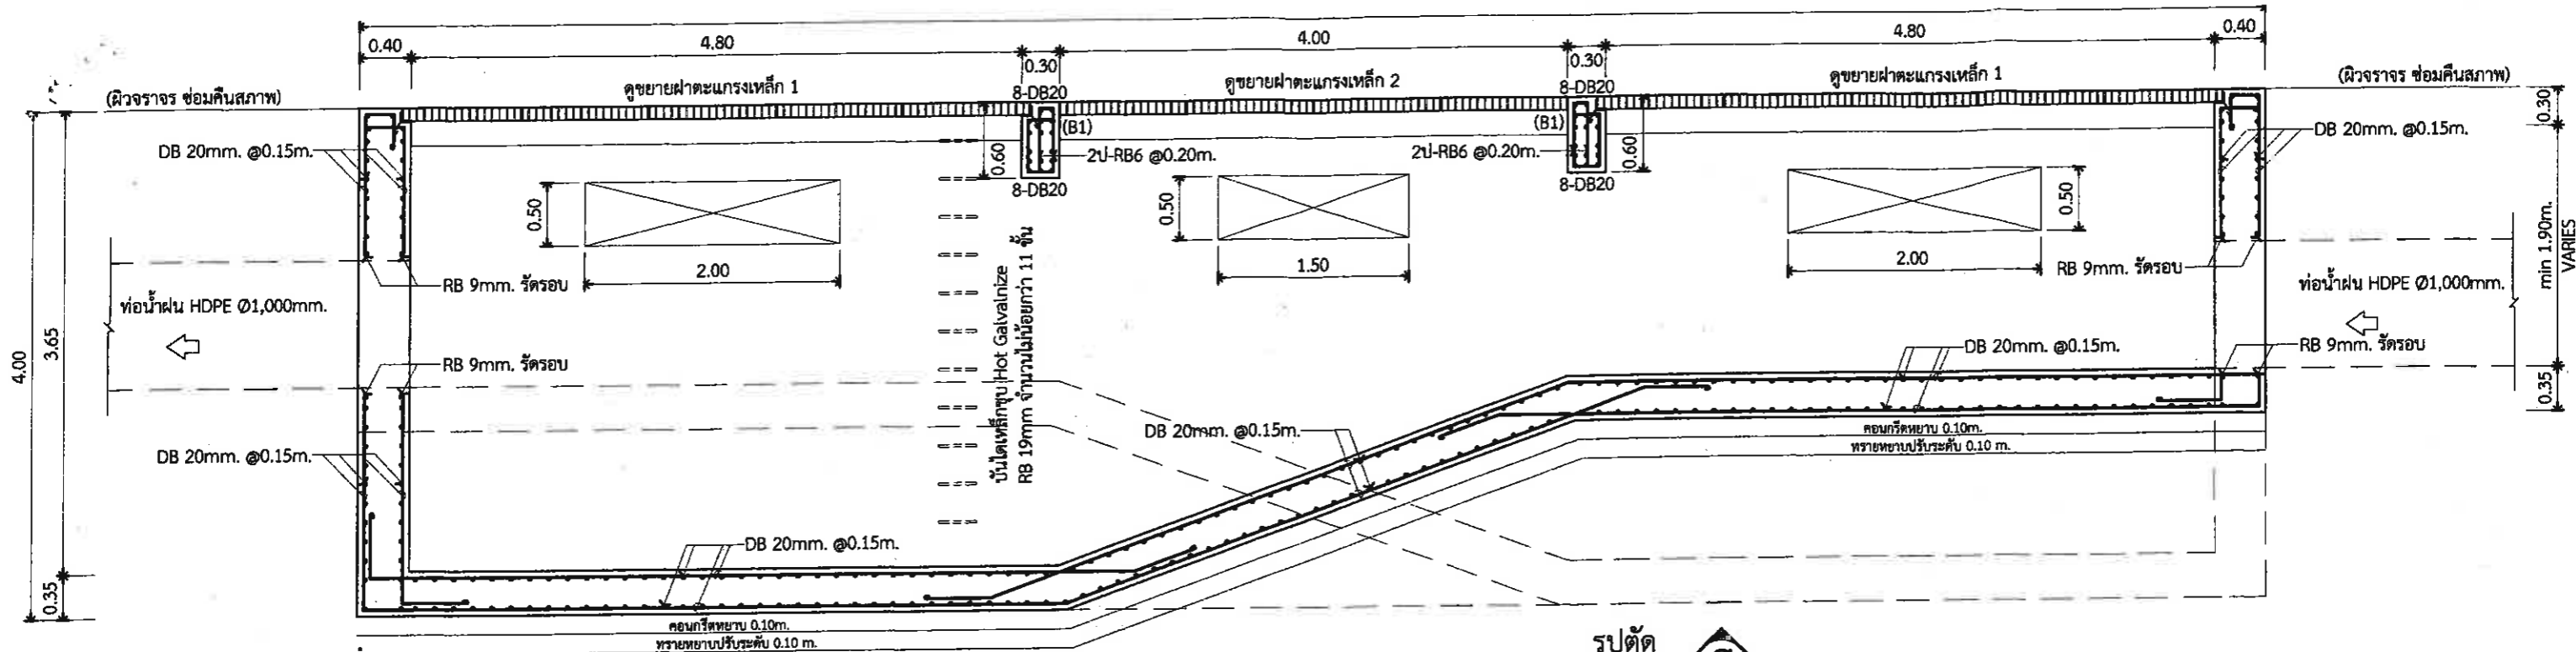 0.40 4.80 4.00 4.80 0.40
0.30 0.30
ดูขยายฝาตะแกรงเหล็ก 1
8-DB20
ดูขยายฝาตะแกรงเหล็ก 2
8-DB20
ดูขยายฝาตะแกรงเหล็ก 1
(ผิวจราจร ซ่อมคืนสภาพ)
(ผิวจราจร ซ่อมคืนสภาพ)
0.30
(B1)
(B1)
DB 20mm. @0.15m.
0.60
2ป-RB6 @0.20m.
2ป-RB6 @0.20m.
0.60
DB 20mm. @0.15m.
8-DB20
8-DB20
0.50
0.50
0.50
2.00
1.50
2.00
RB 9mm. รัดรอบ
RB 9mm. รัดรอบ
min 1.90m.
VARIES
ท่อน้ำฝน HDPE Ø1,000mm.
ท่อน้ำฝน HDPE Ø1,000mm.
บันไดเหล็กชุบ Hot Galvalnize
RB 19mm จำนวนไม่น้อยกว่า 11 ขั้น
4.00
3.65
RB 9mm. รัดรอบ
DB 20mm. @0.15m.
RB 9mm. รัดรอบ
0.35
DB 20mm. @0.15m.
DB 20mm. @0.15m.
คอนกรีตหยาบ 0.10m.
ทรายหยาบปรับระดับ 0.10 m.
DB 20mm. @0.15m.
0.35
คอนกรีตหยาบ 0.10m.
ทรายหยาบปรับระดับ 0.10 m.
รูปตัด